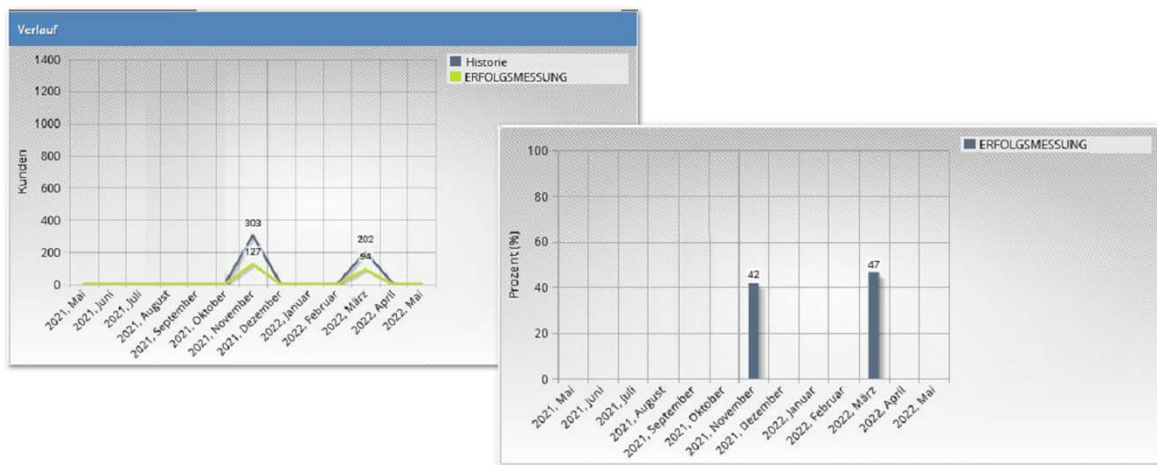 Verlauf
1400
1200
1000
800
600
400
200
0
Kunden
Historie
ERFOLGSMESSUNG
303
127
202
94
2021, Mai
2021, Juni
2021, Juli
2021, August
2021, September
2021, Oktober
2021, November
2021, Dezember
2022, Januar
2022, Februar
2022, März
2022, April
2022, Mai
100
80
60
40
20
0
Prozent (%)
ERFOLGSMESSUNG
42
47
2021, Mai
2021, Juni
2021, Juli
2021, August
2021, September
2021, Oktober
2021, November
2021, Dezember
2022, Januar
2022, Februar
2022, März
2022, April
2022, Mai